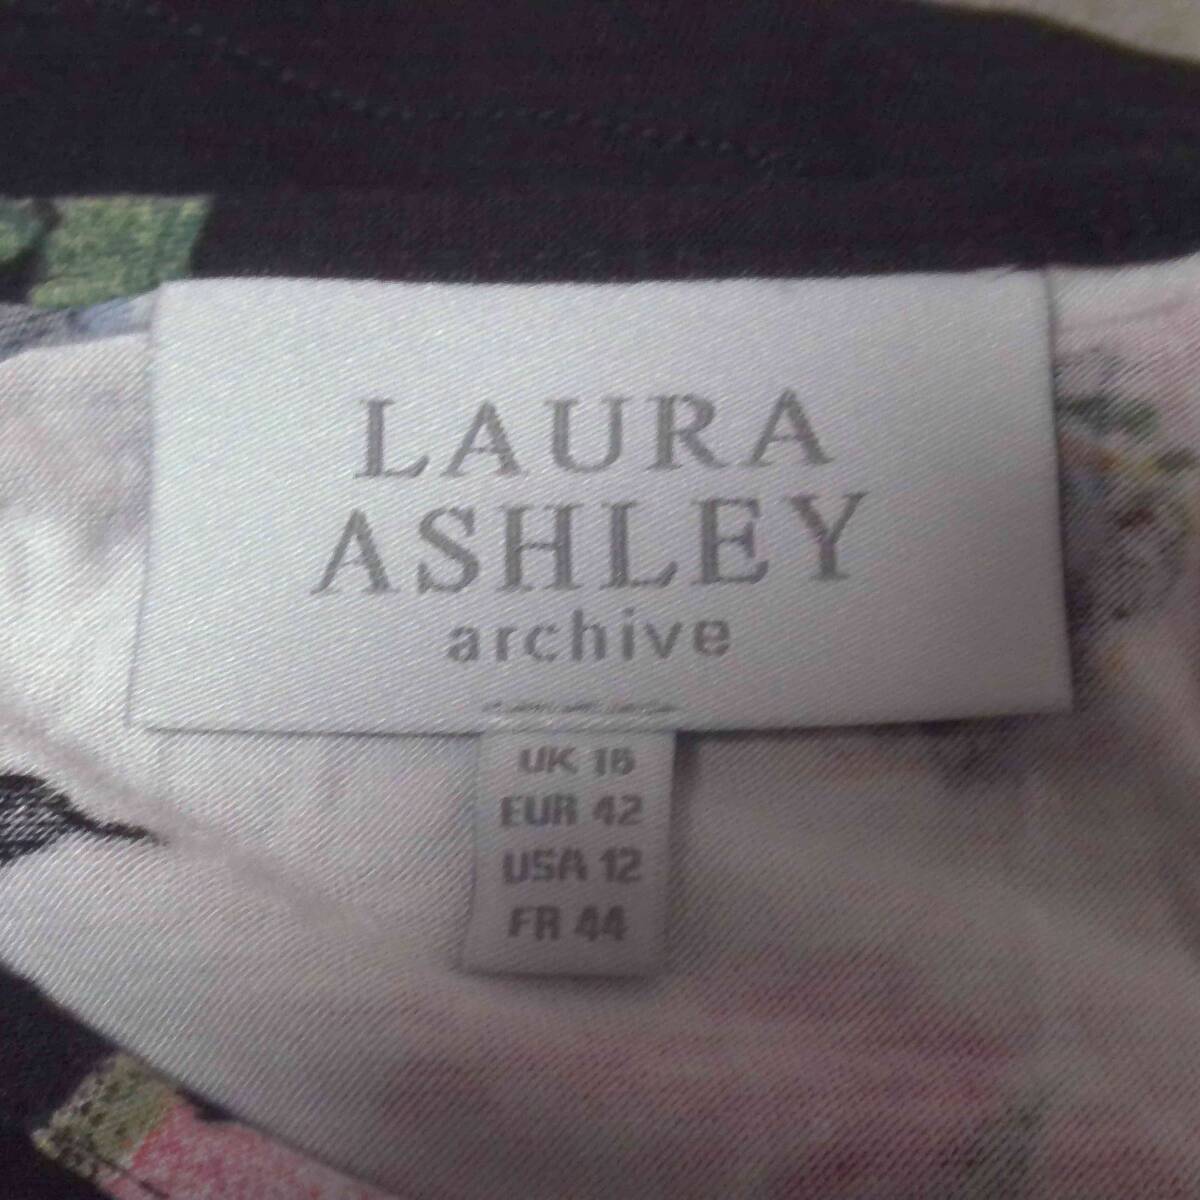 LAURA
ASHLEY
archive
UK 16
EUR 42
USA 12
FR 44